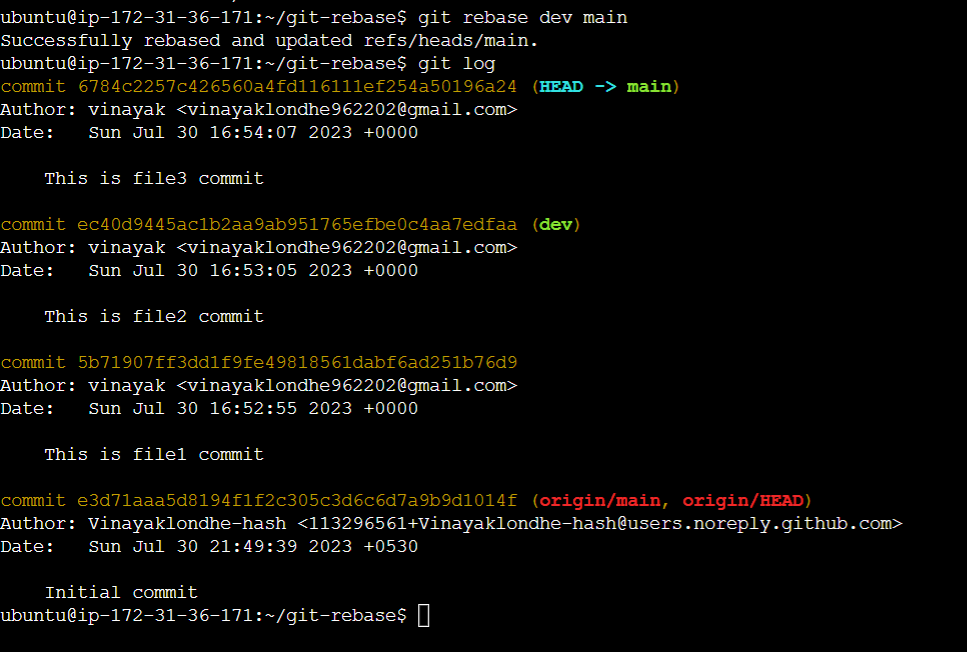 ubuntu@ip-172-31-36-171:~/git-rebase$ git rebase dev main
Successfully rebased and updated refs/heads/main.
ubuntu@ip-172-31-36-171:~/git-rebase$ git log
commit 6784c2257c426560a4fd116111ef254a50196a24 (HEAD -> main)
Author: vinayak <vinayaklondhe962202@gmail.com>
Date:   Sun Jul 30 16:54:07 2023 +0000
    This is file3 commit
commit ec40d9445ac1b2aa9ab951765efbe0c4aa7edfaa (dev)
Author: vinayak <vinayaklondhe962202@gmail.com>
Date:   Sun Jul 30 16:53:05 2023 +0000
    This is file2 commit
commit 5b71907ff3dd1f9fe49818561dabf6ad251b76d9
Author: vinayak <vinayaklondhe962202@gmail.com>
Date:   Sun Jul 30 16:52:55 2023 +0000
    This is file1 commit
commit e3d71aaa5d8194f1f2c305c3d6c6d7a9b9d1014f (origin/main, origin/HEAD)
Author: Vinayaklondhe-hash <113296561+Vinayaklondhe-hash@users.noreply.github.com>
Date:   Sun Jul 30 21:49:39 2023 +0530
    Initial commit
ubuntu@ip-172-31-36-171:~/git-rebase$